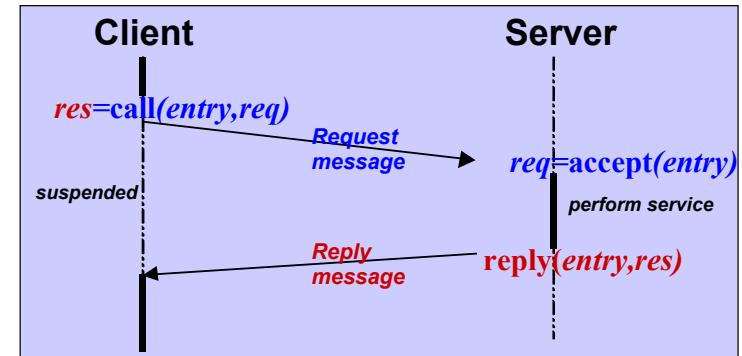 Client
Server
res=call(entry,req)
Request
message
req=accept(entry)
suspended
perform service
Reply
message
reply(entry,res)